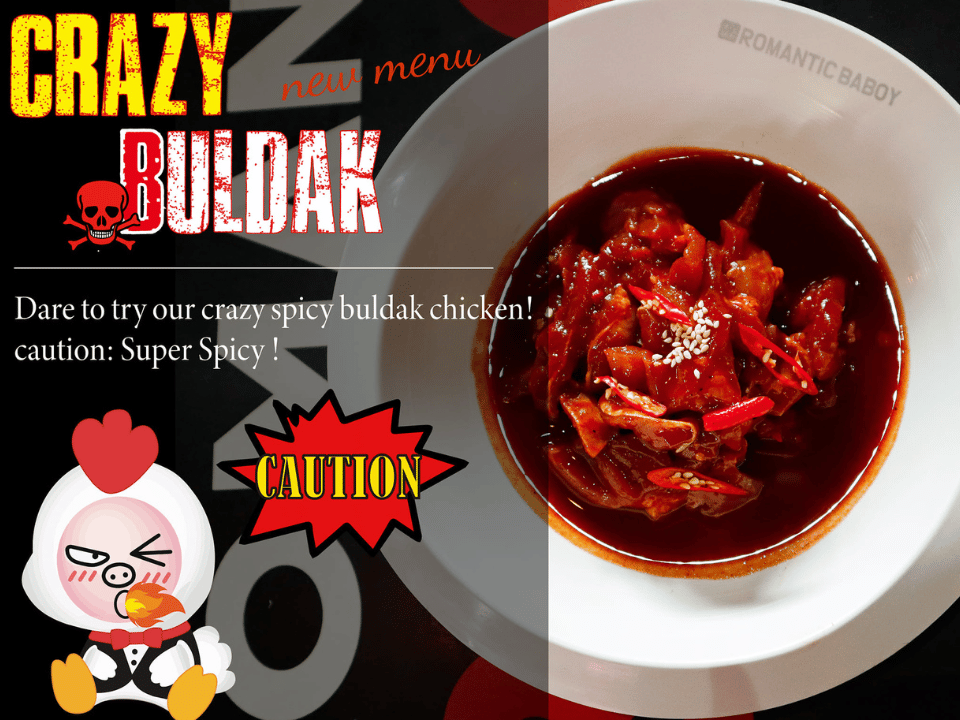 CRAZY
new menu
BULDAK
Dare to try our crazy spicy buldak chicken!
caution: Super Spicy !
CAUTION
ROMANTIC BABOY